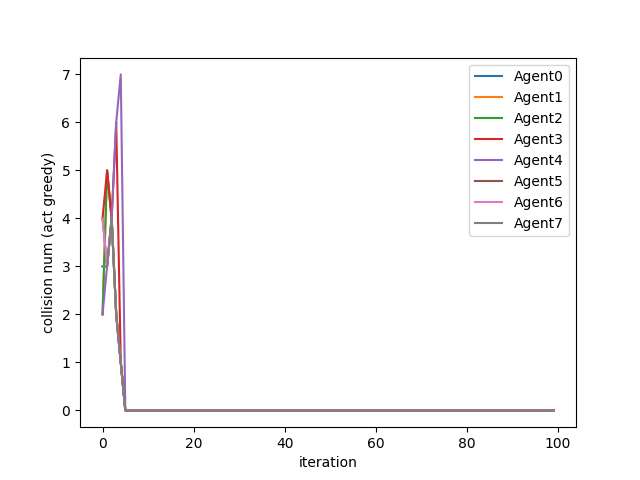 collision num (act greedy)
7
6
5
4
3
2
1
0
0 20 40 60 80 100
iteration
Agent0
Agent1
Agent2
Agent3
Agent4
Agent5
Agent6
Agent7